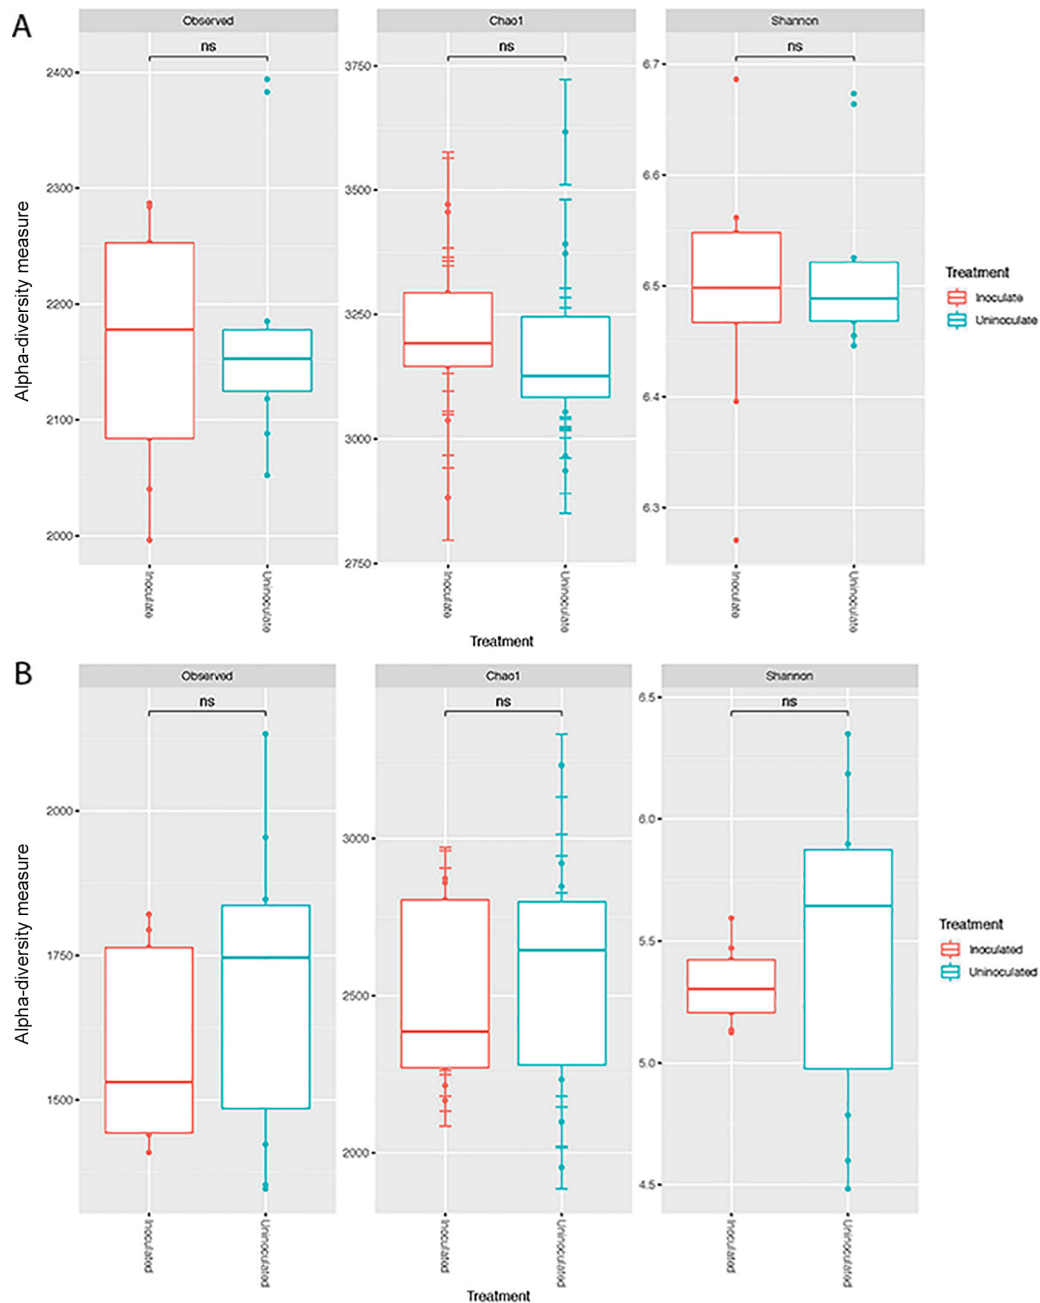 A
Observed
Chao1
Shannon
ns
ns
ns
2400
2300
2200
2100
2000
3750
3500
3250
3000
2750
6.7
6.6
6.5
6.4
6.3
Alpha-diversity measure
Treatment
Inoculate
Uninoculate
Inoculate
Uninoculate
Inoculate
Uninoculate
Inoculate
Uninoculate
Treatment
B
Observed
Chao1
Shannon
ns
ns
ns
2000
1750
1500
3000
2500
2000
6.5
6.0
5.5
5.0
4.5
Alpha-diversity measure
Treatment
Inoculated
Uninoculated
Inoculated
Uninoculated
Inoculated
Uninoculated
Inoculated
Uninoculated
Treatment